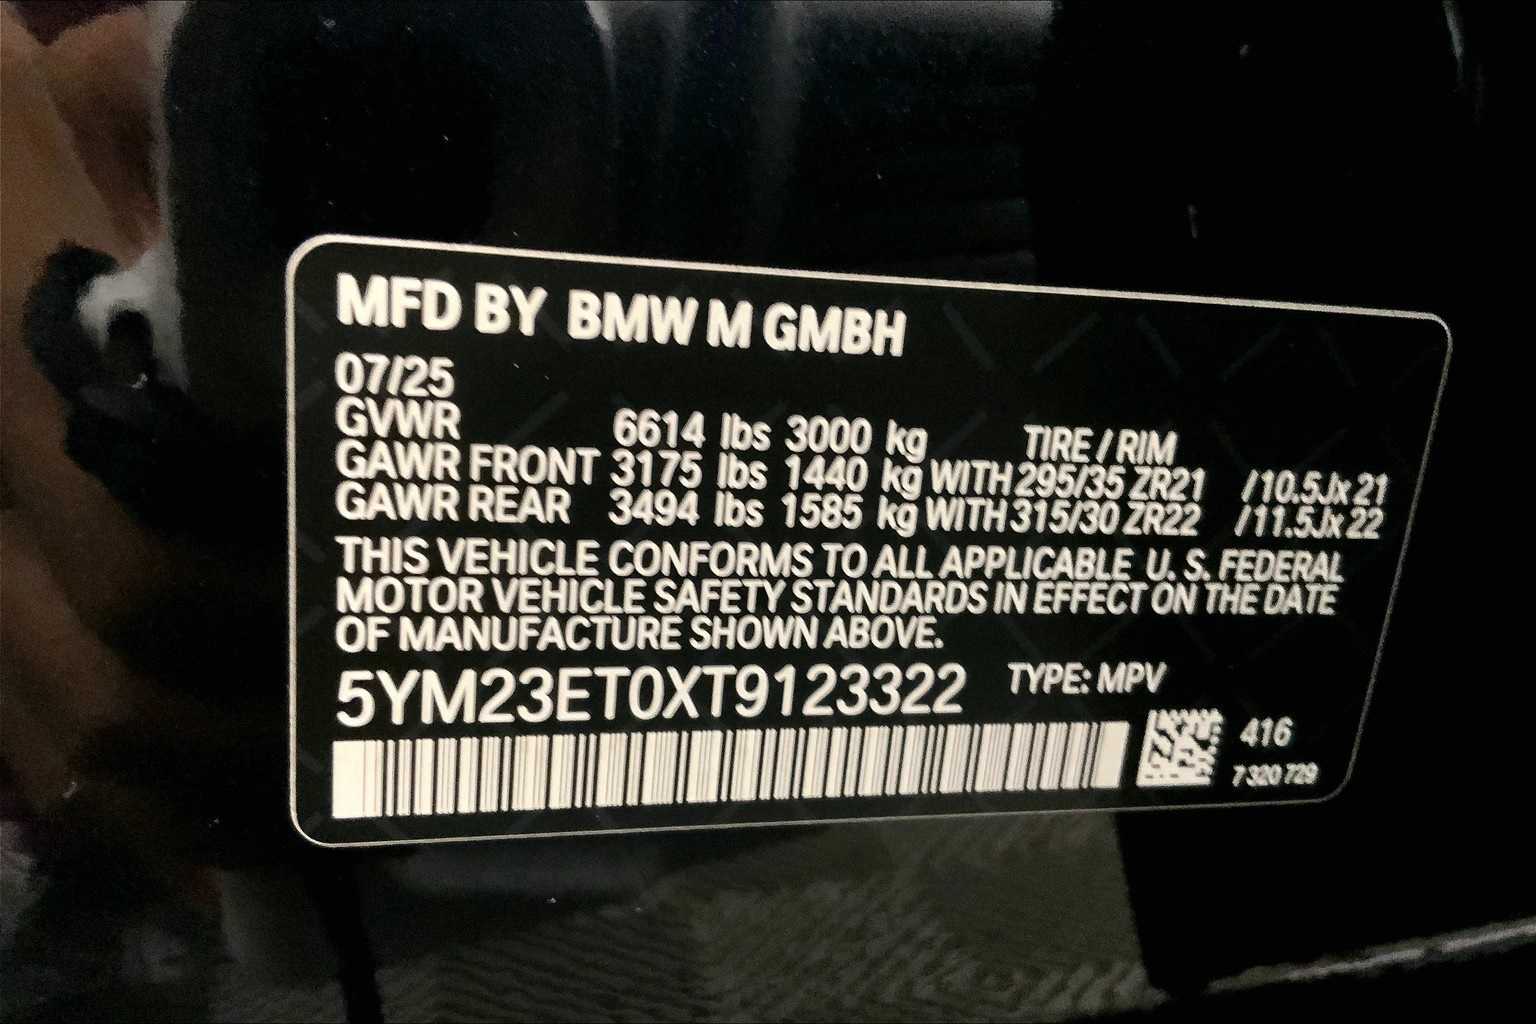 MFD BY BMW M GMBH
07/25
GVWR 6614 lbs 3000 kg TIRE / RIM
GAWR FRONT 3175 lbs 1440 kg WITH 295/35 ZR21 /10.5Jx 21
GAWR REAR 3494 lbs 1585 kg WITH 315/30 ZR22 /11.5Jx 22
THIS VEHICLE CONFORMS TO ALL APPLICABLE U. S. FEDERAL
MOTOR VEHICLE SAFETY STANDARDS IN EFFECT ON THE DATE
OF MANUFACTURE SHOWN ABOVE.
5YM23ET0XT9123322 TYPE: MPV
416
7 320 729